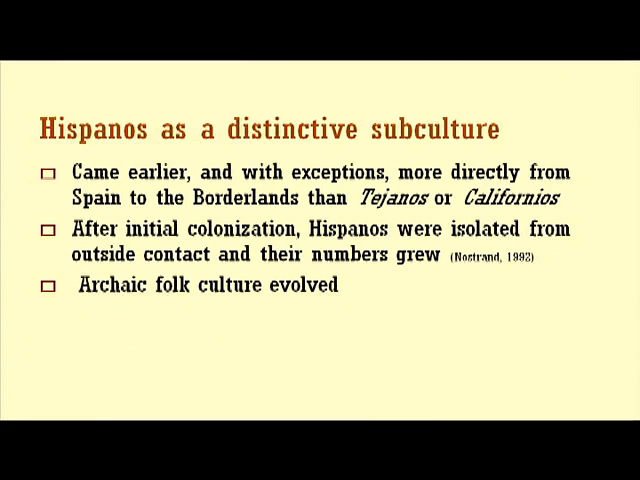 Hispanos as a distinctive subculture
Came earlier, and with exceptions, more directly from
Spain to the Borderlands than Tejanos or Californios
After initial colonization, Hispanos were isolated from
outside contact and their numbers grew (Nostrand, 1992)
Archaic folk culture evolved